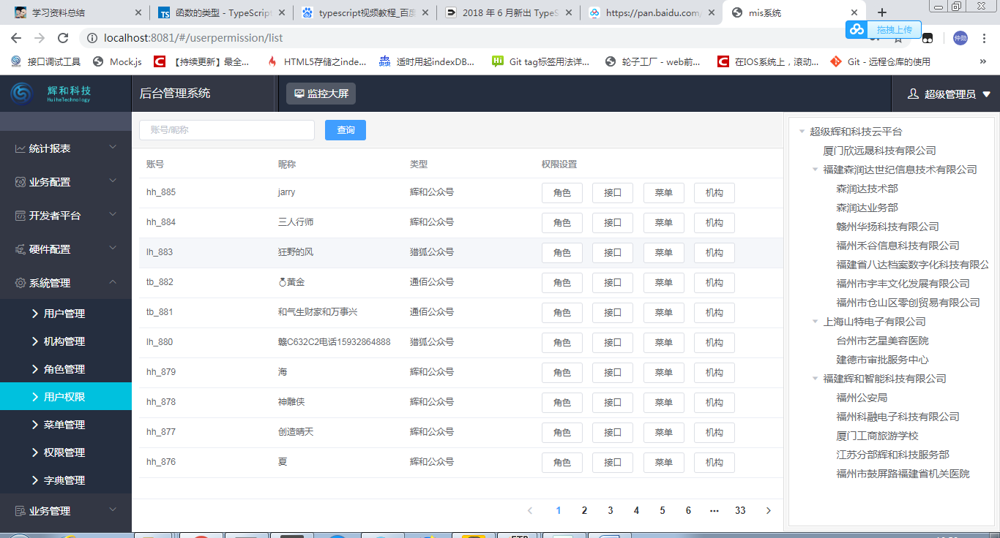 学习资料总结
函数的类型 - TypeScript
typescript视频教程_百度
2018 年 6 月新出 TypeS
https://pan.baidu.com/
mis系统
localhost:8081/#/userpermission/list
拖拽上传
仲勋
接口调试工具
Mock.js
【持续更新】最全...
HTML5存储之inde...
适时用起indexDB...
Git tag标签用法详...
轮子工厂 - web前...
在IOS系统上，滚动...
Git - 远程仓库的使用
»
辉和科技
HuiheTechnology
后台管理系统
监控大屏
超级管理员
统计报表
业务配置
开发者平台
硬件配置
系统管理
用户管理
机构管理
角色管理
用户权限
菜单管理
权限管理
字典管理
业务管理
账号/昵称
查询
账号 昵称 类型 权限设置
hh_885 jarry 辉和公众号 角色 接口 菜单 机构
hh_884 三人行师 辉和公众号 角色 接口 菜单 机构
lh_883 狂野的风 猎狐公众号 角色 接口 菜单 机构
tb_882 💍黄金 通佰公众号 角色 接口 菜单 机构
tb_881 和气生财家和万事兴 通佰公众号 角色 接口 菜单 机构
lh_880 赣C632C2电话15932864888 猎狐公众号 角色 接口 菜单 机构
hh_879 海 辉和公众号 角色 接口 菜单 机构
hh_878 神雕侠 辉和公众号 角色 接口 菜单 机构
hh_877 创造晴天 辉和公众号 角色 接口 菜单 机构
hh_876 夏 辉和公众号 角色 接口 菜单 机构
1 2 3 4 5 6 ··· 33
超级辉和科技云平台
厦门欣远晟科技有限公司
福建森润达世纪信息技术有限公司
森润达技术部
森润达业务部
赣州华扬科技有限公司
福州禾谷信息科技有限公司
福建省八达档案数字化科技有限公
福州市宇丰文化发展有限公司
福州市仓山区零创贸易有限公司
上海山特电子有限公司
台州市艺星美容医院
建德市审批服务中心
福建辉和智能科技有限公司
福州公安局
福州科融电子科技有限公司
厦门工商旅游学校
江苏分部辉和科技服务部
福州市鼓屏路福建省机关医院